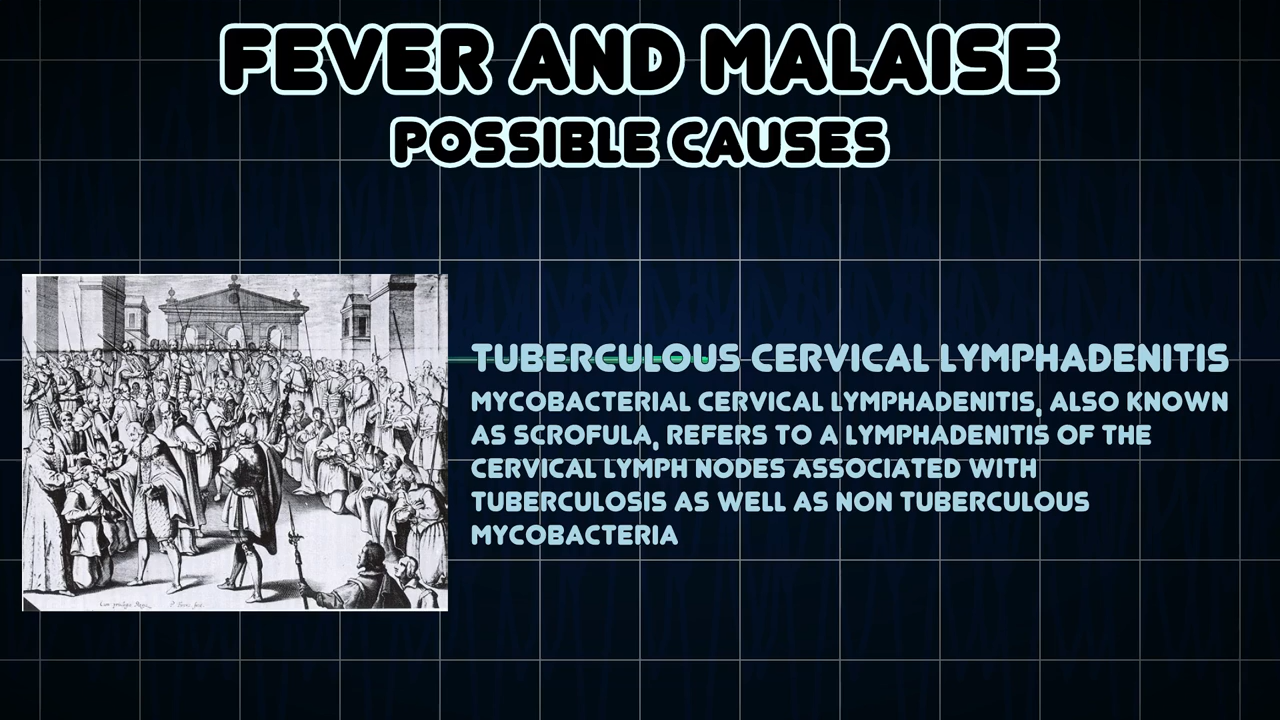 FEVER AND MALAISE
POSSIBLE CAUSES
TUBERCULOUS CERVICAL LYMPHADENITIS
MYCOBACTERIAL CERVICAL LYMPHADENITIS, ALSO KNOWN
AS SCROFULA, REFERS TO A LYMPHADENITIS OF THE
CERVICAL LYMPH NODES ASSOCIATED WITH
TUBERCULOSIS AS WELL AS NON TUBERCULOUS
MYCOBACTERIA